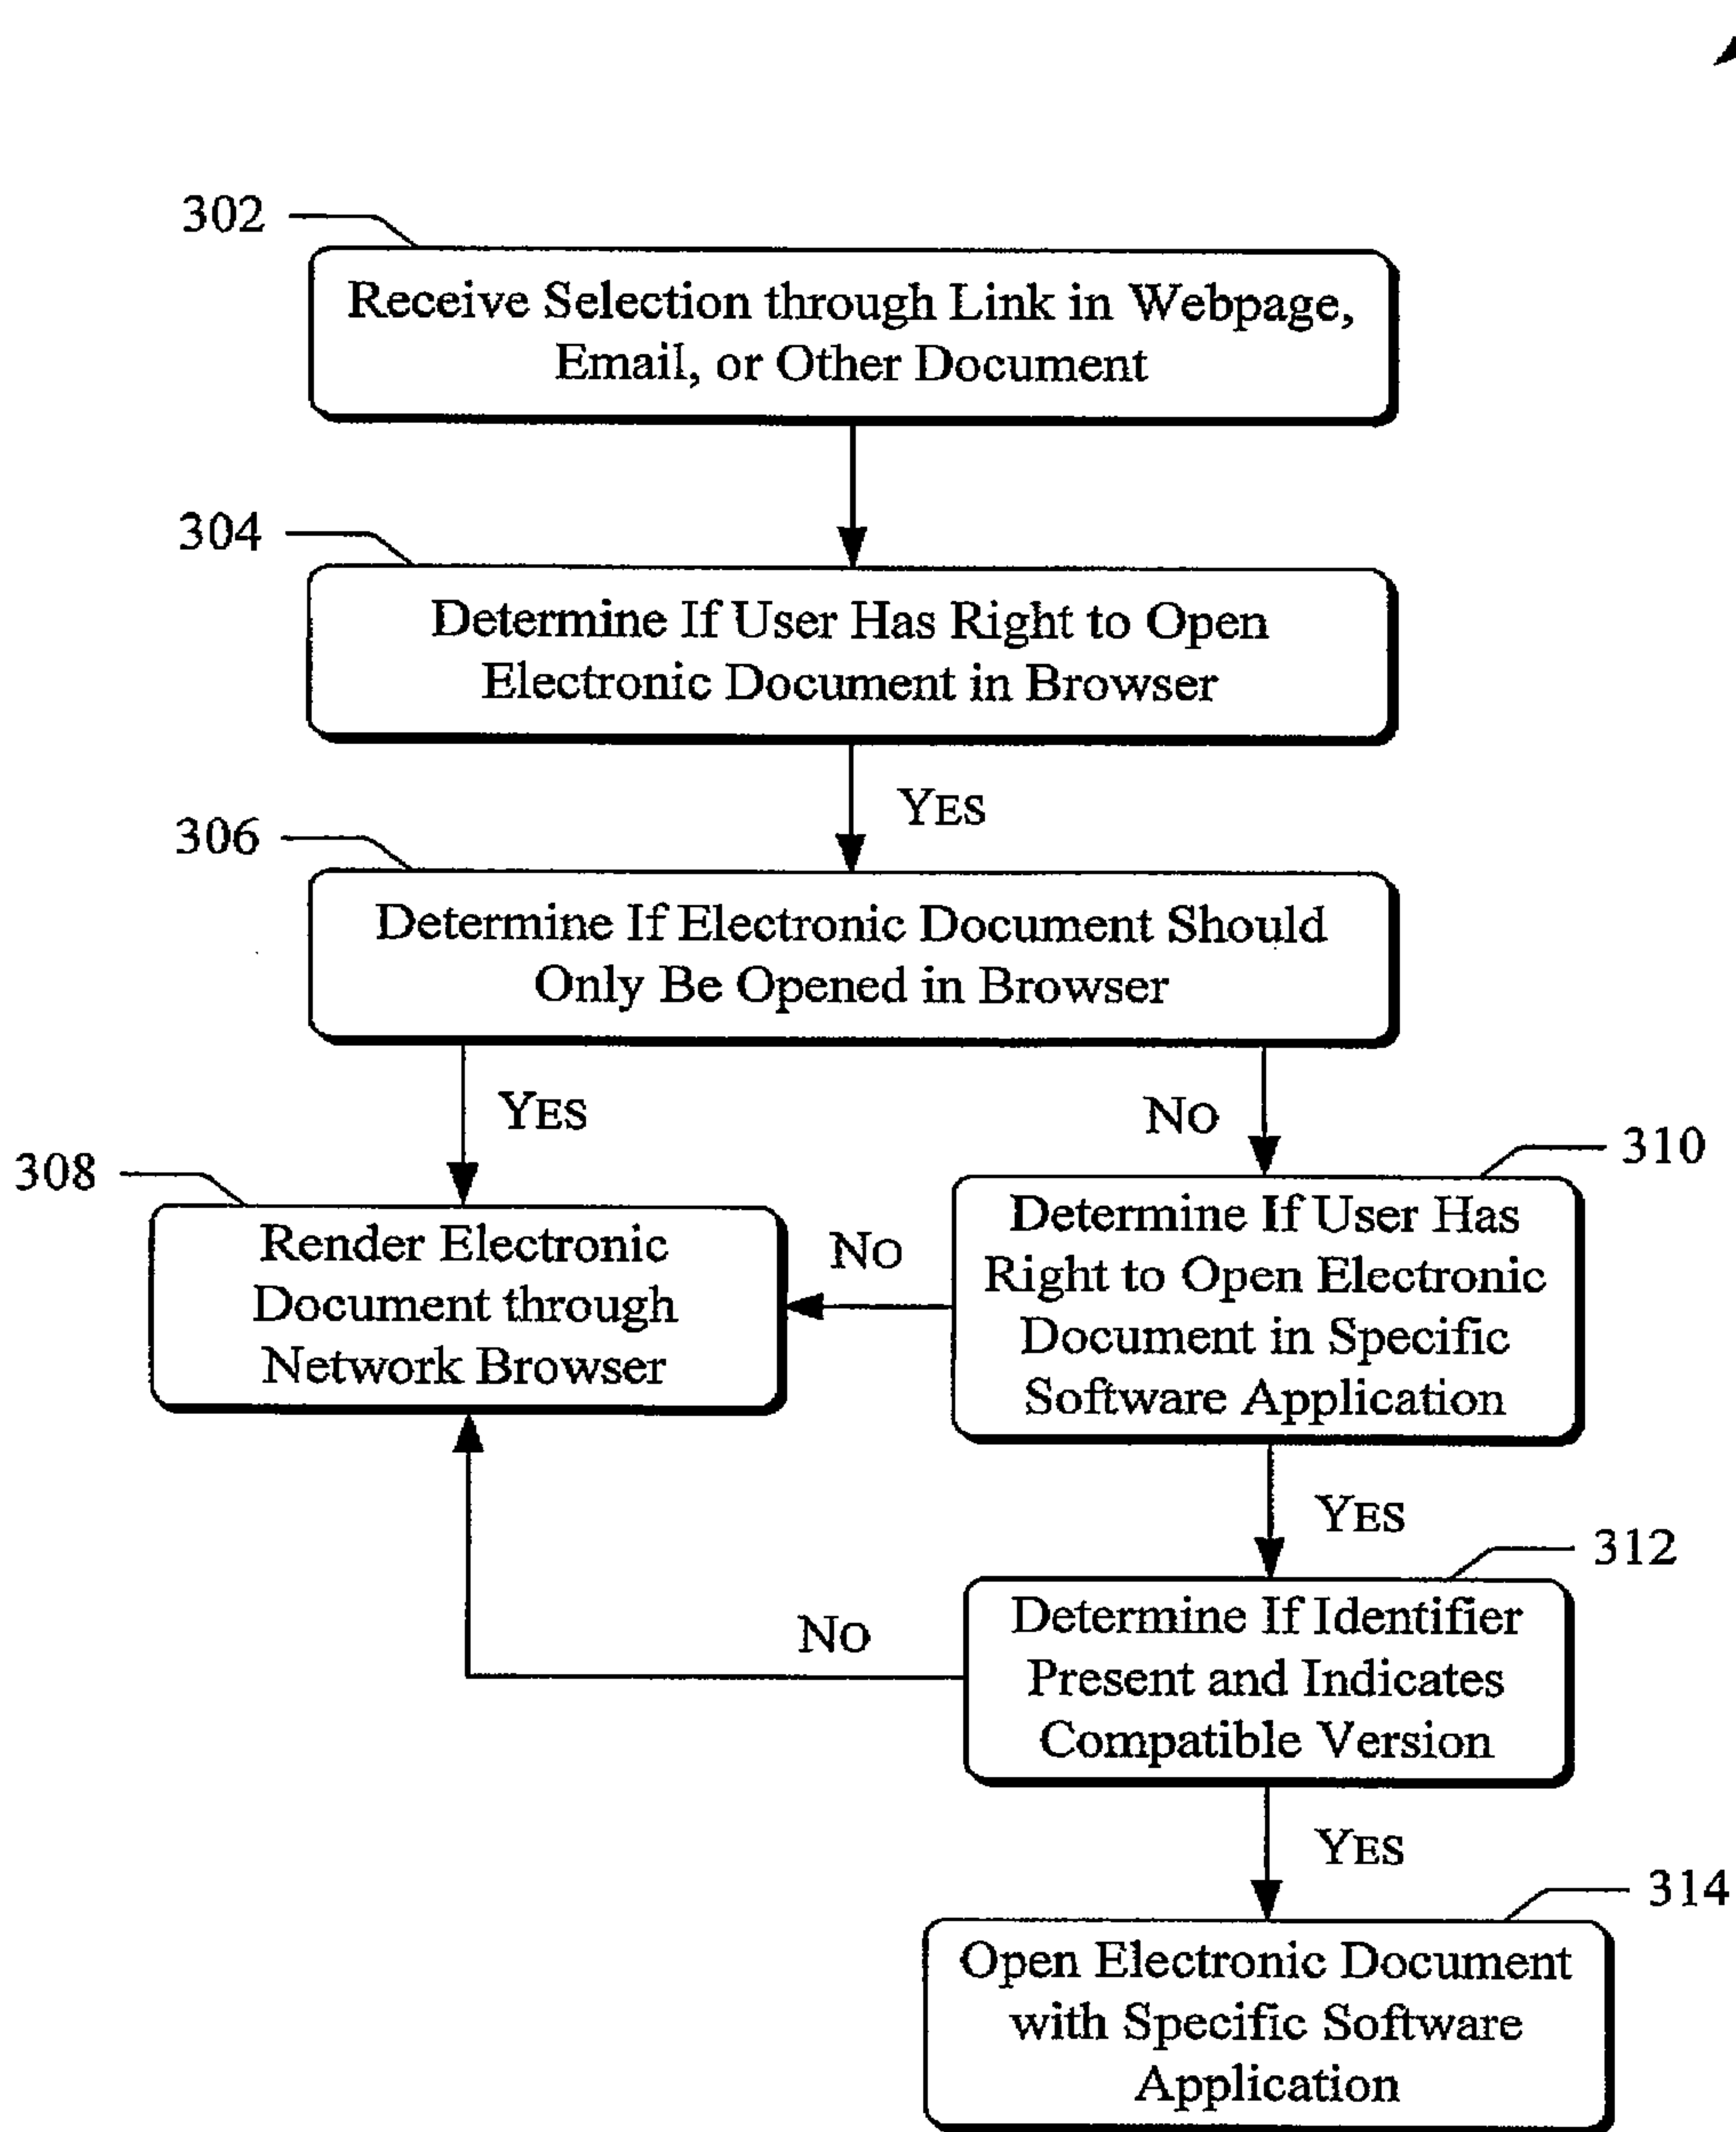 302
Receive Selection through Link in Webpage,
Email, or Other Document
304
Determine If User Has Right to Open
Electronic Document in Browser
YES
306
Determine If Electronic Document Should
Only Be Opened in Browser
YES
NO
308
Render Electronic
Document through
Network Browser
NO
310
Determine If User Has
Right to Open Electronic
Document in Specific
Software Application
YES
312
Determine If Identifier
Present and Indicates
Compatible Version
NO
YES
314
Open Electronic Document
with Specific Software
Application